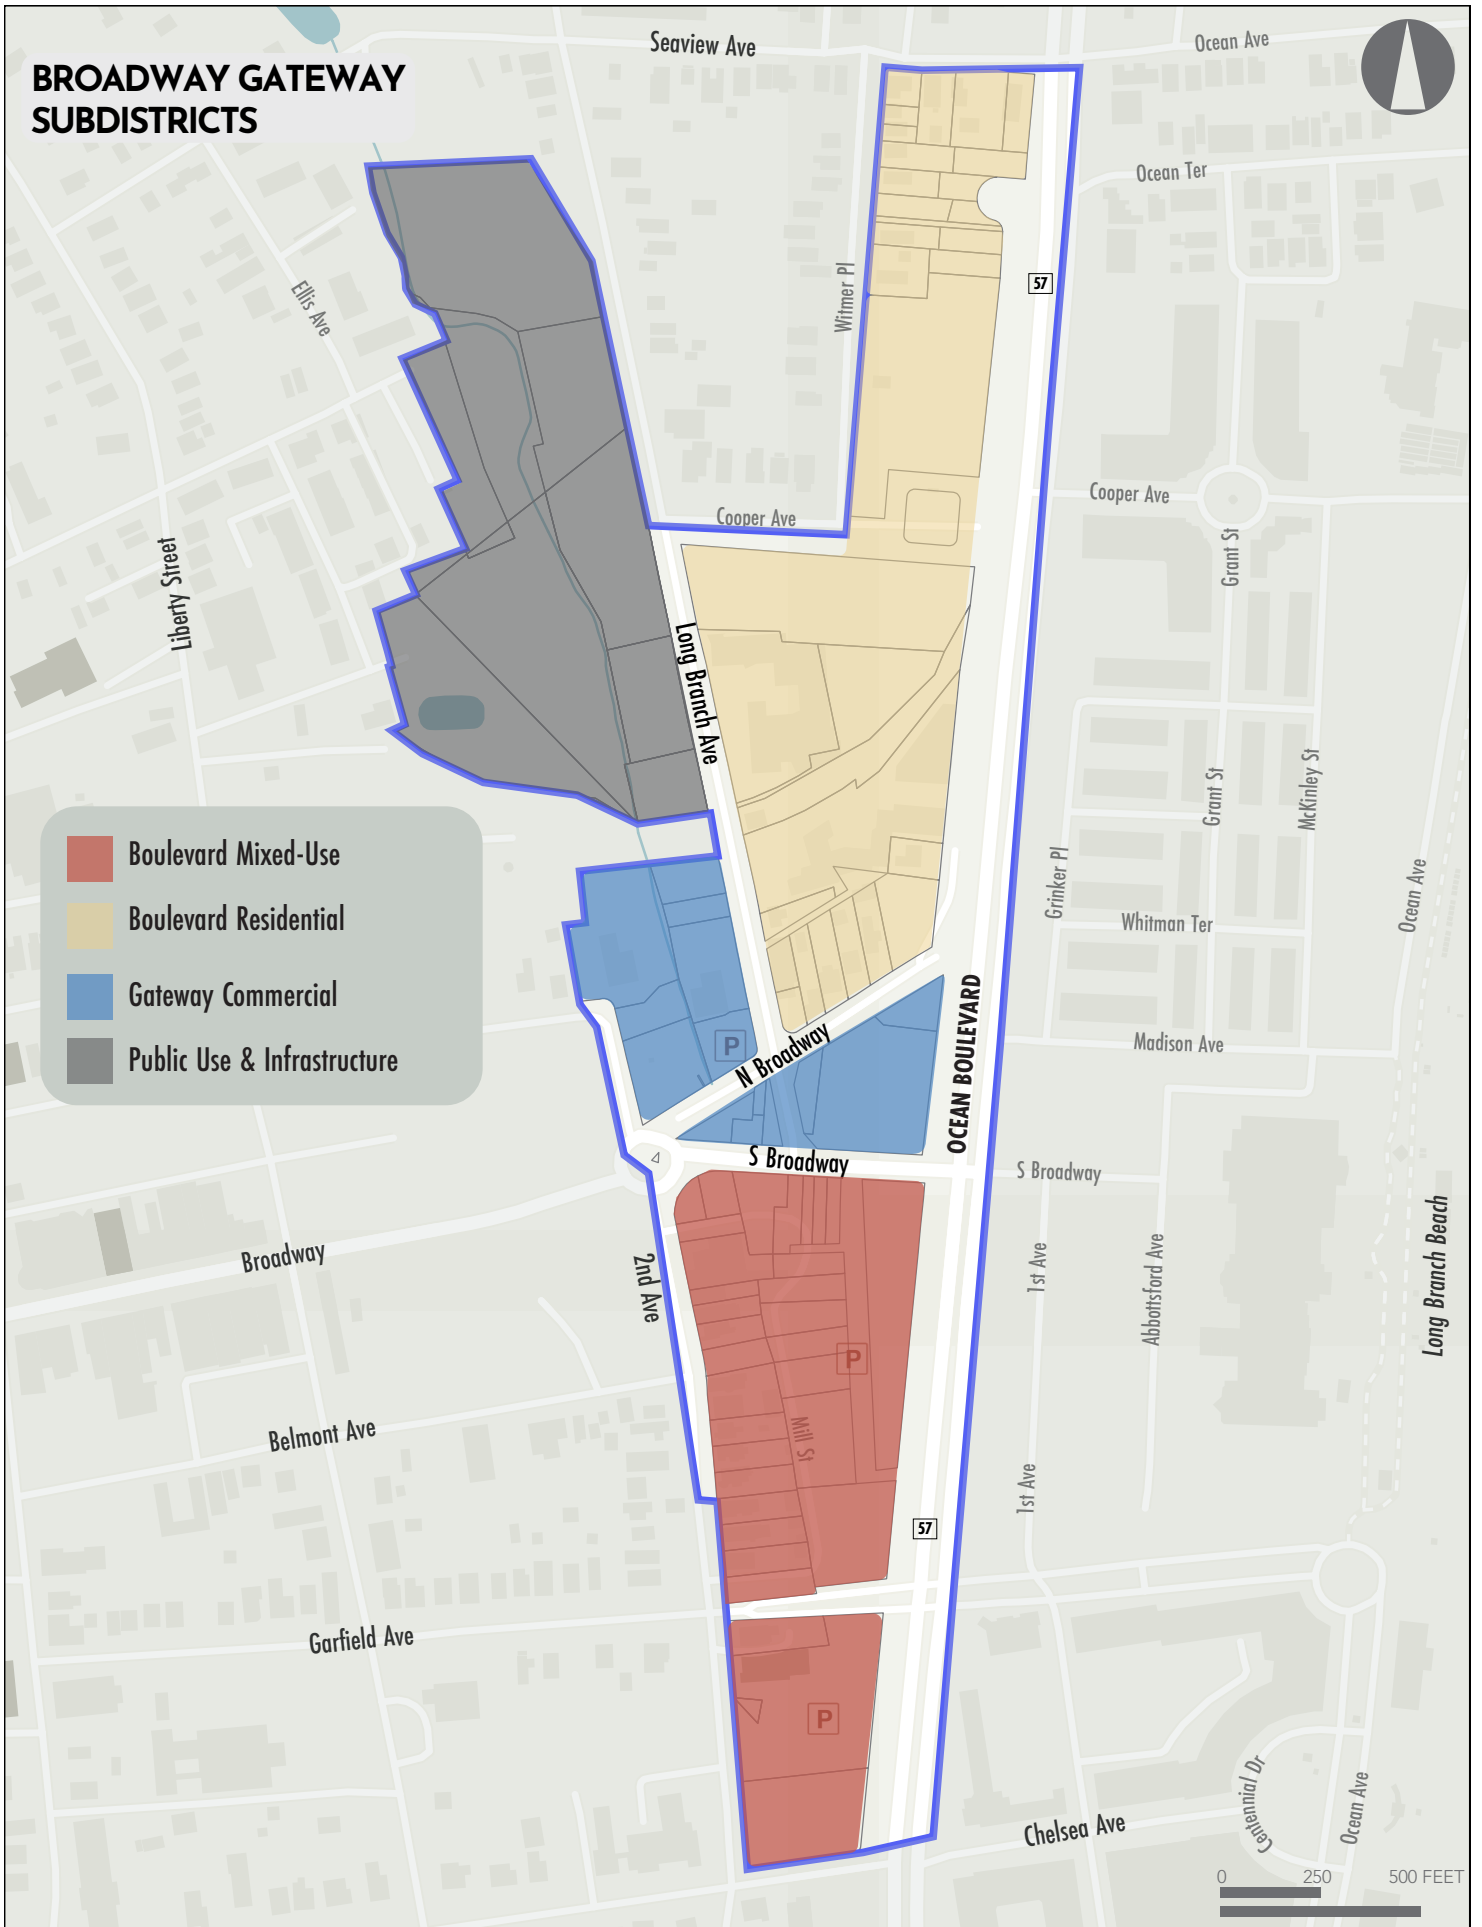 BROADWAY GATEWAY
SUBDISTRICTS
Seaview Ave
Ocean Ave
Ocean Ter
Witmer Pl
57
Ellis Ave
Cooper Ave
Cooper Ave
Grant St
Liberty Street
Long Branch Ave
Grant St
McKinley St
Grinker Pl
Ocean Ave
Whitman Ter
Boulevard Mixed-Use
Boulevard Residential
Gateway Commercial
Public Use & Infrastructure
P
N Broadway
OCEAN BOULEVARD
Madison Ave
S Broadway
S Broadway
Broadway
2nd Ave
1st Ave
Abbottsford Ave
Long Branch Beach
P
Mill St
Belmont Ave
1st Ave
57
Garfield Ave
P
Centennial Dr
Ocean Ave
Chelsea Ave
0 250 500 FEET